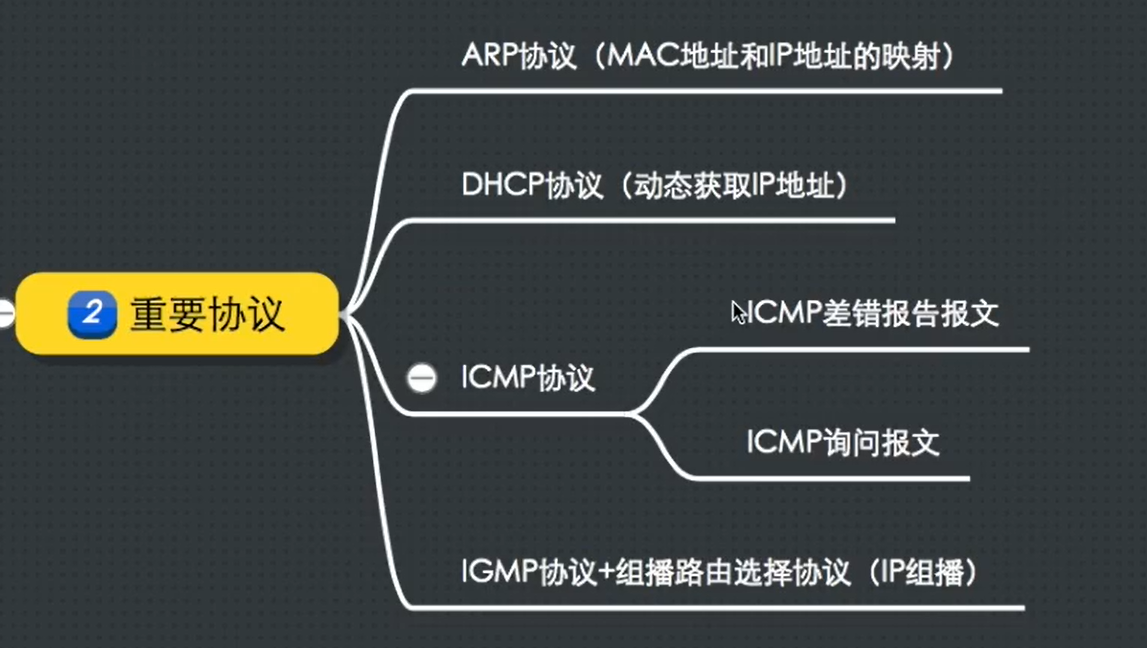 ARP协议（MAC地址和IP地址的映射）
DHCP协议（动态获取IP地址）
2 重要协议
ICMP差错报告报文
ICMP协议
ICMP询问报文
IGMP协议+组播路由选择协议（IP组播）